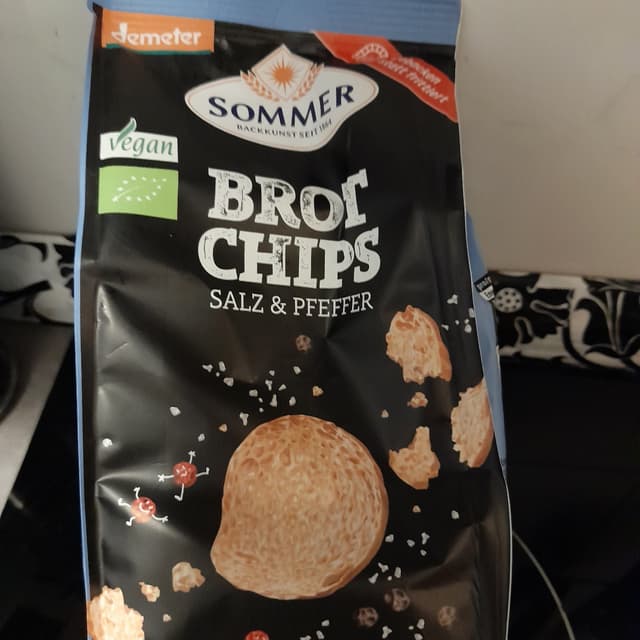 demeter
SOMMER
BACKKUNST SEIT 1864
vegan
BROT
CHIPS
SALZ & PFEFFER